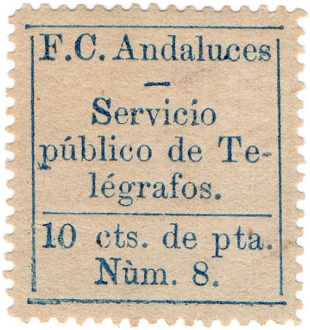 F.C. Andaluces
—
Servicio
público de Te-
légrafos.
10 cts. de pta.
Nùm. 8.